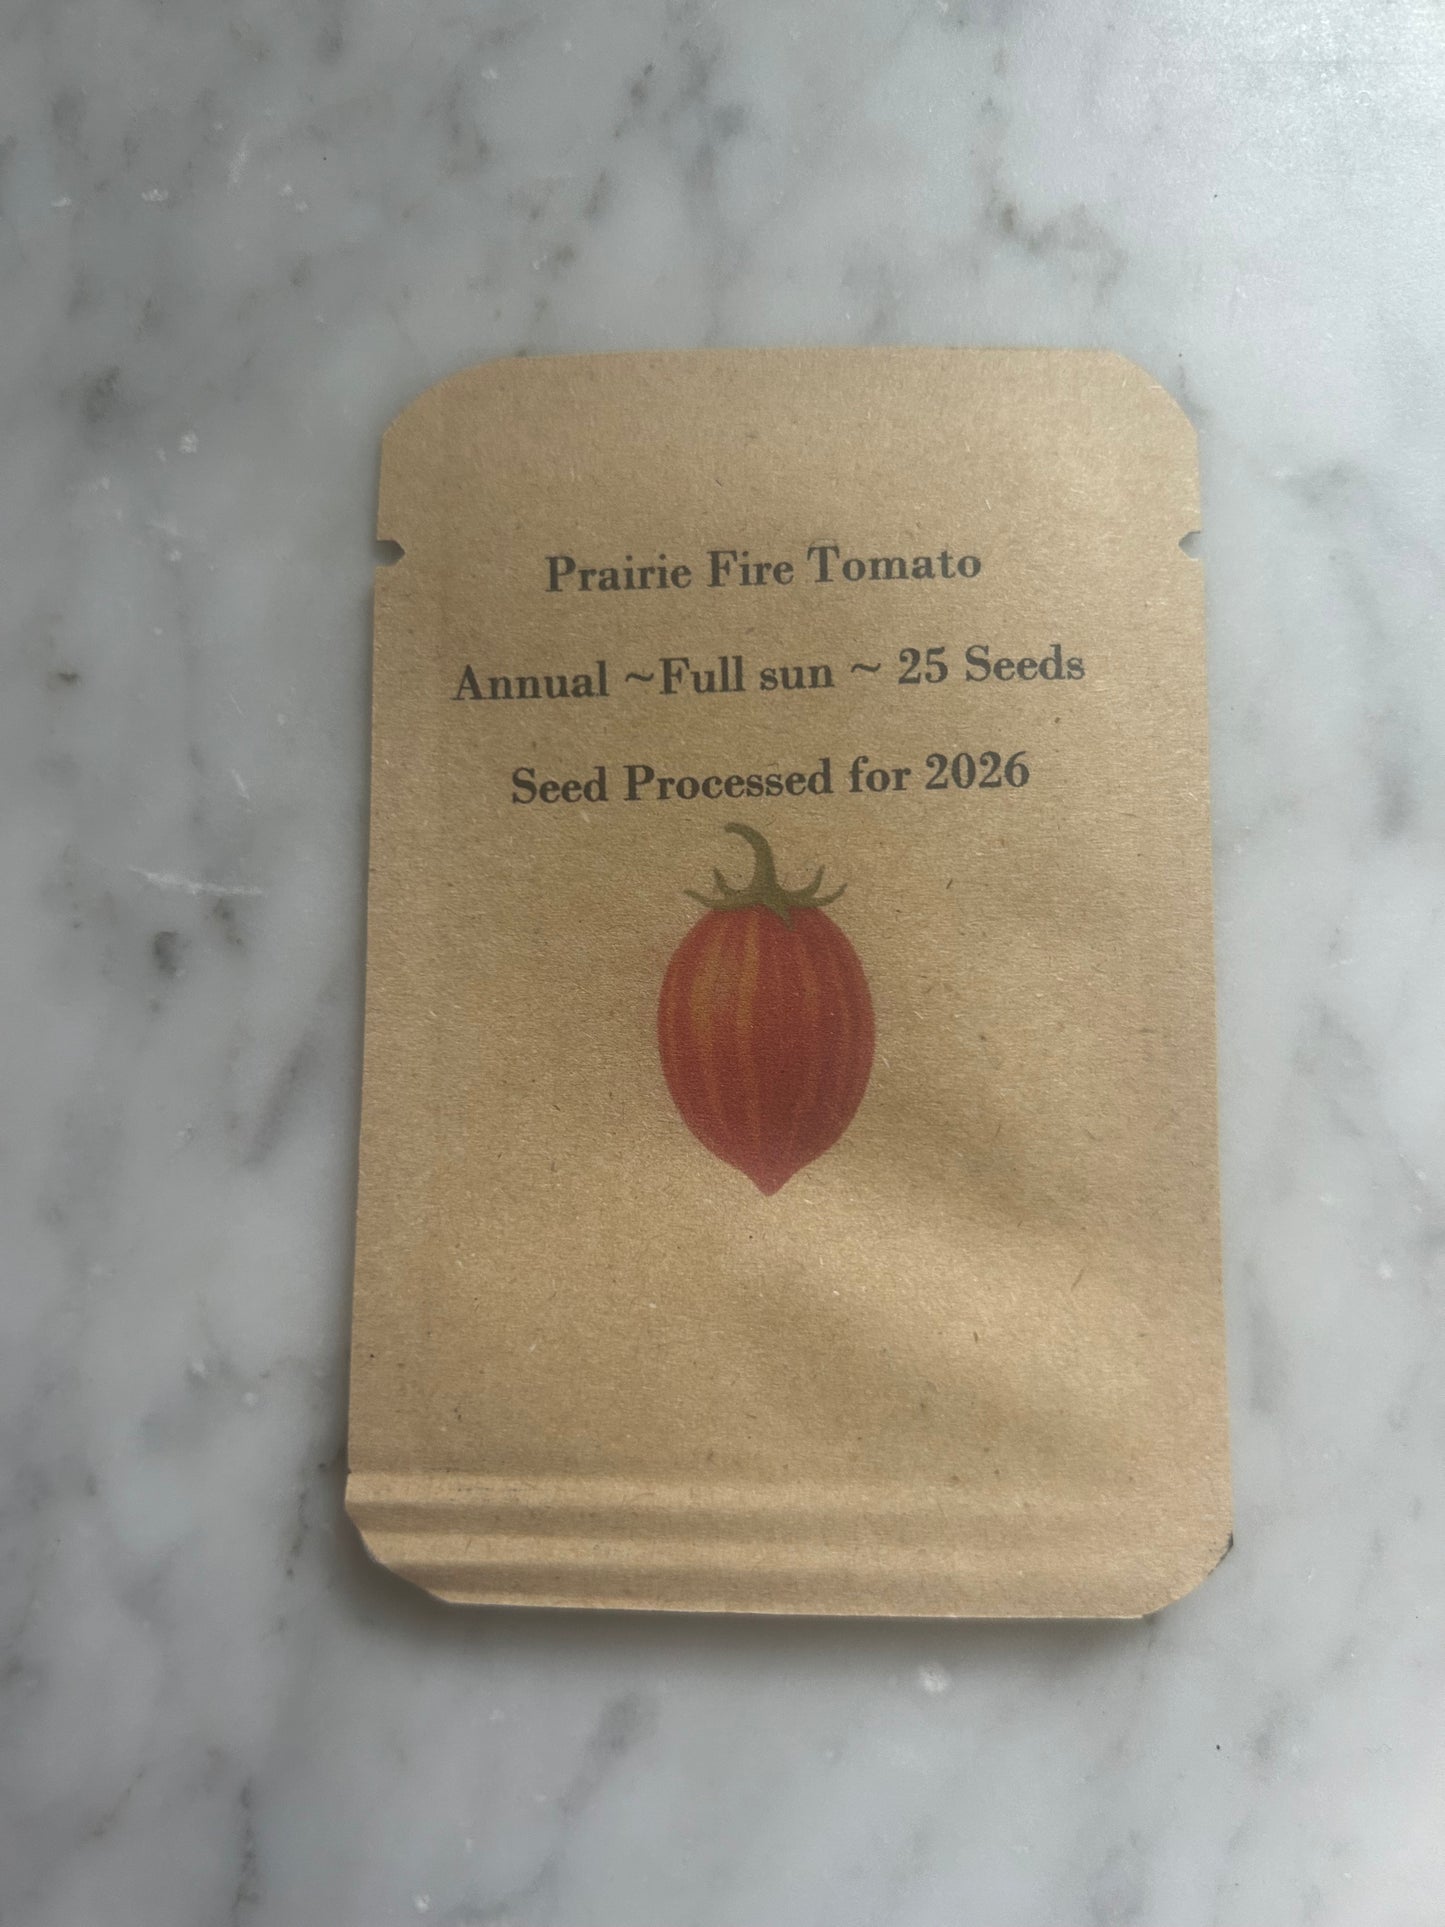 Prairie Fire Tomato
Annual ~Full sun ~ 25 Seeds
Seed Processed for 2026